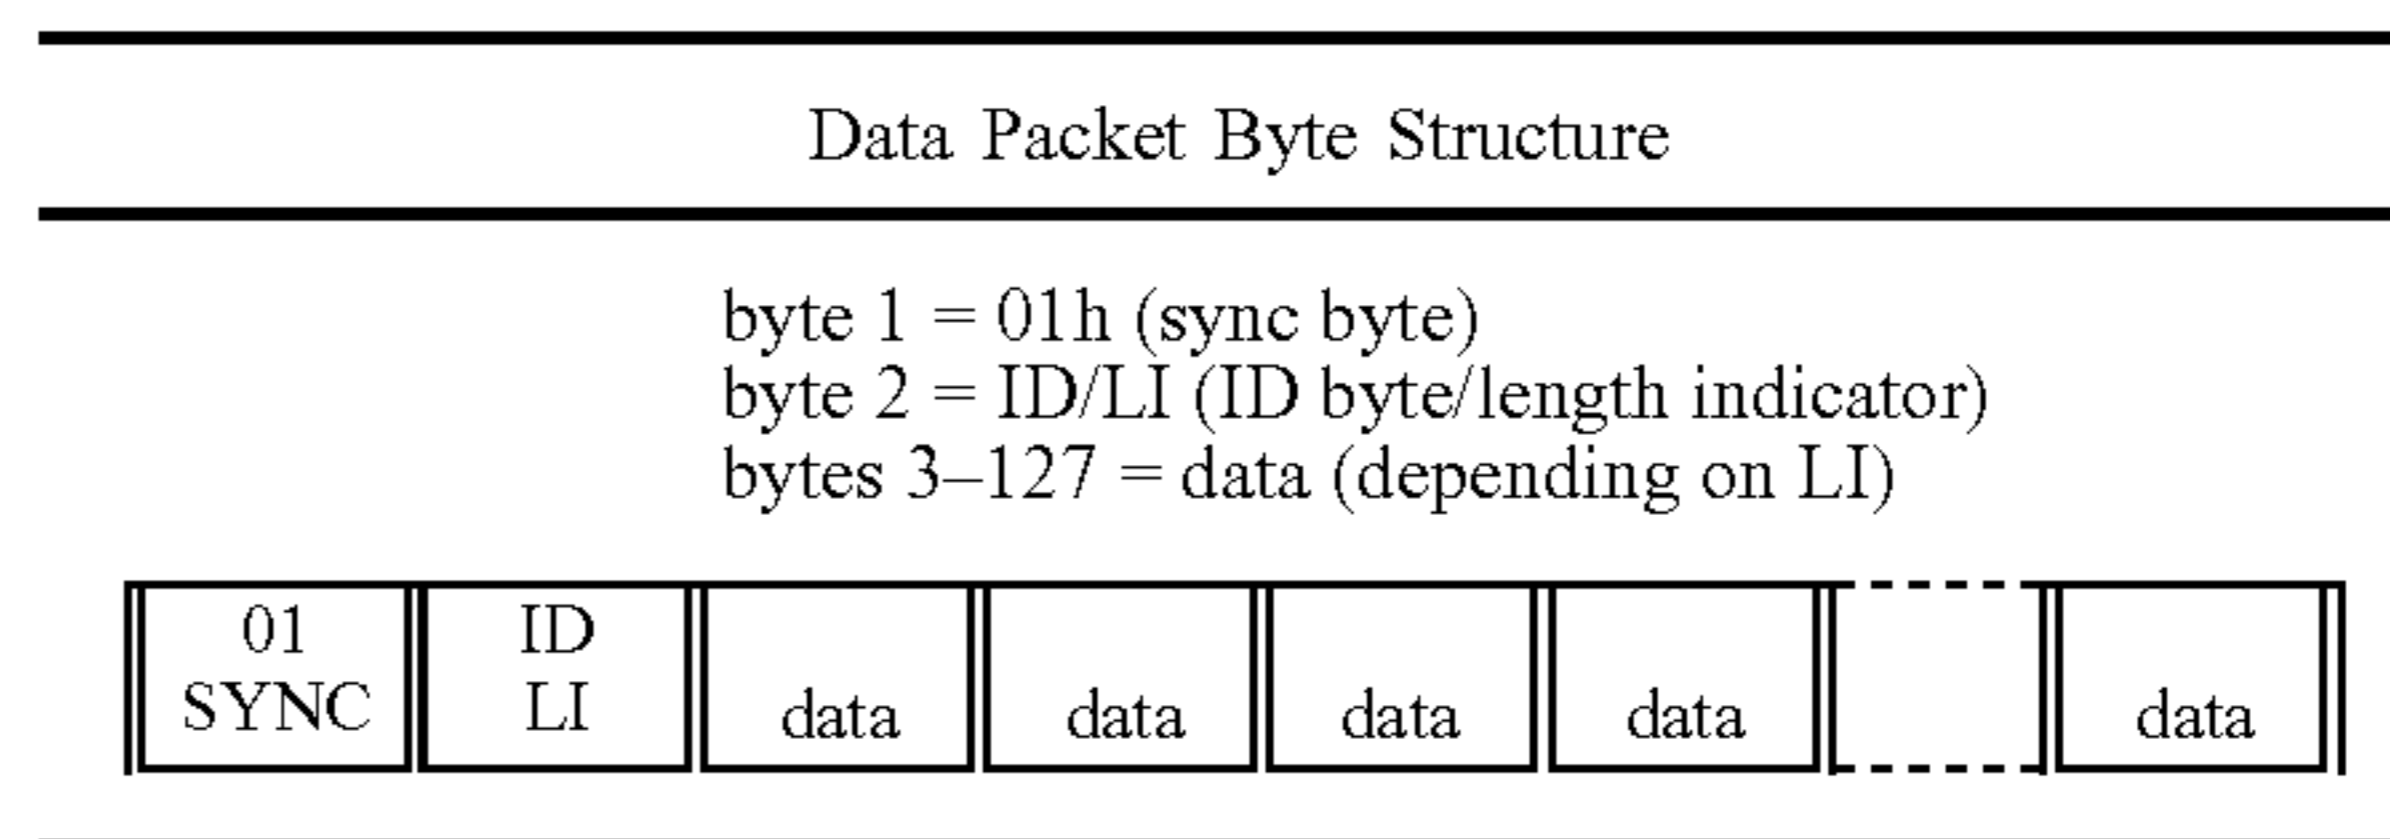 Data Packet Byte Structure
byte 1 = 01h (sync byte)
byte 2 = ID/LI (ID byte/length indicator)
bytes 3–127 = data (depending on LI)
01 ID
SYNC LI data data data data data